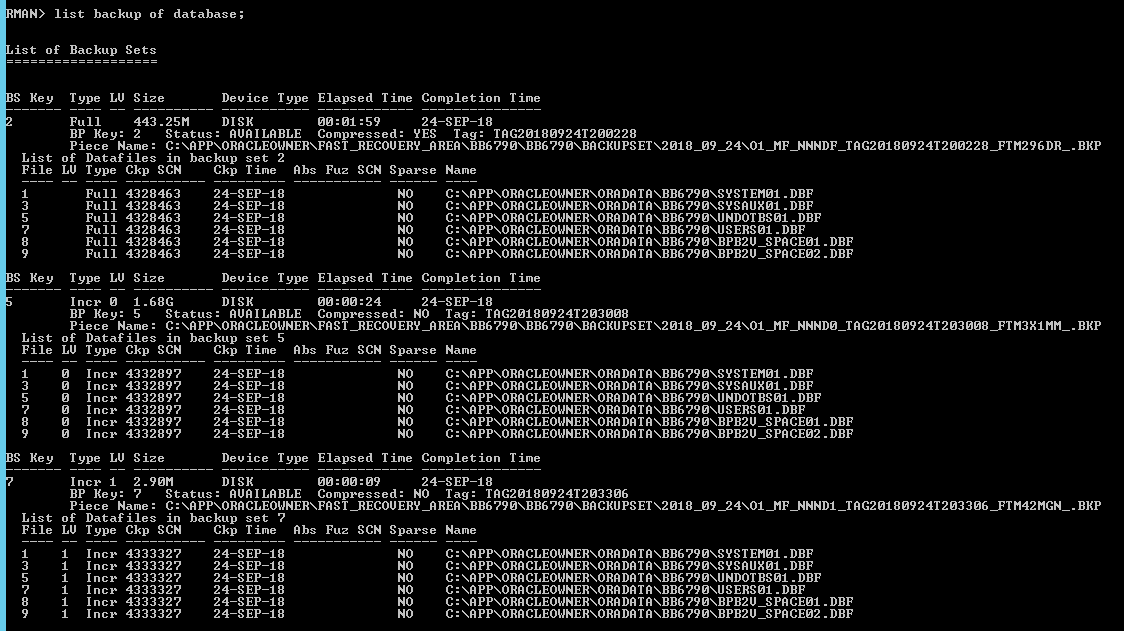 RMAN> list backup of database;
List of Backup Sets
===================
BS Key  Type LV Size       Device Type Elapsed Time Completion Time
------- ---- -- ---------- ----------- ------------ ---------------
2       Full    443.25M    DISK        00:01:59     24-SEP-18
        BP Key: 2   Status: AVAILABLE  Compressed: YES  Tag: TAG20180924T200228
        Piece Name: C:\APP\ORACLEOWNER\FAST_RECOVERY_AREA\BB6790\BB6790\BACKUPSET\2018_09_24\O1_MF_NNNDF_TAG20180924T200228_FTM296DR_.BKP
  List of Datafiles in backup set 2
  File LV Type Ckp SCN    Ckp Time  Abs Fuz SCN Sparse Name
  ---- -- ---- ---------- --------- ----------- ------ ----
  1       Full 4328463    24-SEP-18              NO    C:\APP\ORACLEOWNER\ORADATA\BB6790\SYSTEM01.DBF
  3       Full 4328463    24-SEP-18              NO    C:\APP\ORACLEOWNER\ORADATA\BB6790\SYSAUX01.DBF
  5       Full 4328463    24-SEP-18              NO    C:\APP\ORACLEOWNER\ORADATA\BB6790\UNDOTBS01.DBF
  7       Full 4328463    24-SEP-18              NO    C:\APP\ORACLEOWNER\ORADATA\BB6790\USERS01.DBF
  8       Full 4328463    24-SEP-18              NO    C:\APP\ORACLEOWNER\ORADATA\BB6790\BPB2V_SPACE01.DBF
  9       Full 4328463    24-SEP-18              NO    C:\APP\ORACLEOWNER\ORADATA\BB6790\BPB2V_SPACE02.DBF
BS Key  Type LV Size       Device Type Elapsed Time Completion Time
------- ---- -- ---------- ----------- ------------ ---------------
5       Incr 0  1.68G      DISK        00:00:24     24-SEP-18
        BP Key: 5   Status: AVAILABLE  Compressed: NO  Tag: TAG20180924T203008
        Piece Name: C:\APP\ORACLEOWNER\FAST_RECOVERY_AREA\BB6790\BB6790\BACKUPSET\2018_09_24\O1_MF_NNND0_TAG20180924T203008_FTM3X1MM_.BKP
  List of Datafiles in backup set 5
  File LV Type Ckp SCN    Ckp Time  Abs Fuz SCN Sparse Name
  ---- -- ---- ---------- --------- ----------- ------ ----
  1    0  Incr 4332897    24-SEP-18              NO    C:\APP\ORACLEOWNER\ORADATA\BB6790\SYSTEM01.DBF
  3    0  Incr 4332897    24-SEP-18              NO    C:\APP\ORACLEOWNER\ORADATA\BB6790\SYSAUX01.DBF
  5    0  Incr 4332897    24-SEP-18              NO    C:\APP\ORACLEOWNER\ORADATA\BB6790\UNDOTBS01.DBF
  7    0  Incr 4332897    24-SEP-18              NO    C:\APP\ORACLEOWNER\ORADATA\BB6790\USERS01.DBF
  8    0  Incr 4332897    24-SEP-18              NO    C:\APP\ORACLEOWNER\ORADATA\BB6790\BPB2V_SPACE01.DBF
  9    0  Incr 4332897    24-SEP-18              NO    C:\APP\ORACLEOWNER\ORADATA\BB6790\BPB2V_SPACE02.DBF
BS Key  Type LV Size       Device Type Elapsed Time Completion Time
------- ---- -- ---------- ----------- ------------ ---------------
7       Incr 1  2.90M      DISK        00:00:09     24-SEP-18
        BP Key: 7   Status: AVAILABLE  Compressed: NO  Tag: TAG20180924T203306
        Piece Name: C:\APP\ORACLEOWNER\FAST_RECOVERY_AREA\BB6790\BB6790\BACKUPSET\2018_09_24\O1_MF_NNND1_TAG20180924T203306_FTM42MGN_.BKP
  List of Datafiles in backup set 7
  File LV Type Ckp SCN    Ckp Time  Abs Fuz SCN Sparse Name
  ---- -- ---- ---------- --------- ----------- ------ ----
  1    1  Incr 4333327    24-SEP-18              NO    C:\APP\ORACLEOWNER\ORADATA\BB6790\SYSTEM01.DBF
  3    1  Incr 4333327    24-SEP-18              NO    C:\APP\ORACLEOWNER\ORADATA\BB6790\SYSAUX01.DBF
  5    1  Incr 4333327    24-SEP-18              NO    C:\APP\ORACLEOWNER\ORADATA\BB6790\UNDOTBS01.DBF
  7    1  Incr 4333327    24-SEP-18              NO    C:\APP\ORACLEOWNER\ORADATA\BB6790\USERS01.DBF
  8    1  Incr 4333327    24-SEP-18              NO    C:\APP\ORACLEOWNER\ORADATA\BB6790\BPB2V_SPACE01.DBF
  9    1  Incr 4333327    24-SEP-18              NO    C:\APP\ORACLEOWNER\ORADATA\BB6790\BPB2V_SPACE02.DBF